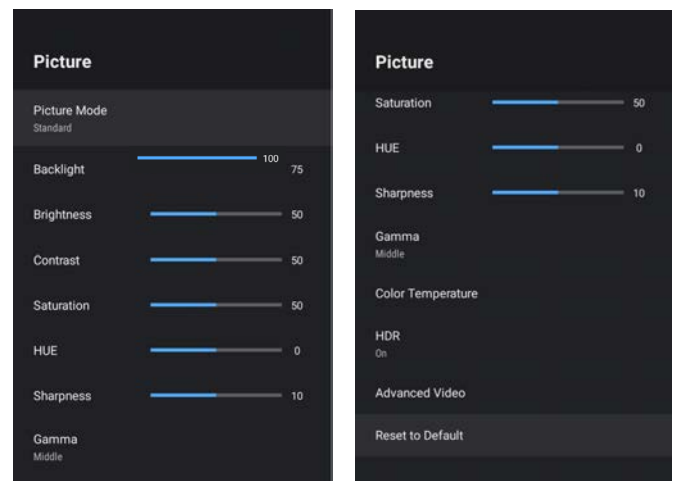 Picture
Picture Mode
Standard
100
Backlight 75
Brightness 50
Contrast 50
Saturation 50
HUE 0
Sharpness 10
Gamma
Middle
Picture
Saturation 50
HUE 0
Sharpness 10
Gamma
Middle
Color Temperature
HDR
On
Advanced Video
Reset to Default